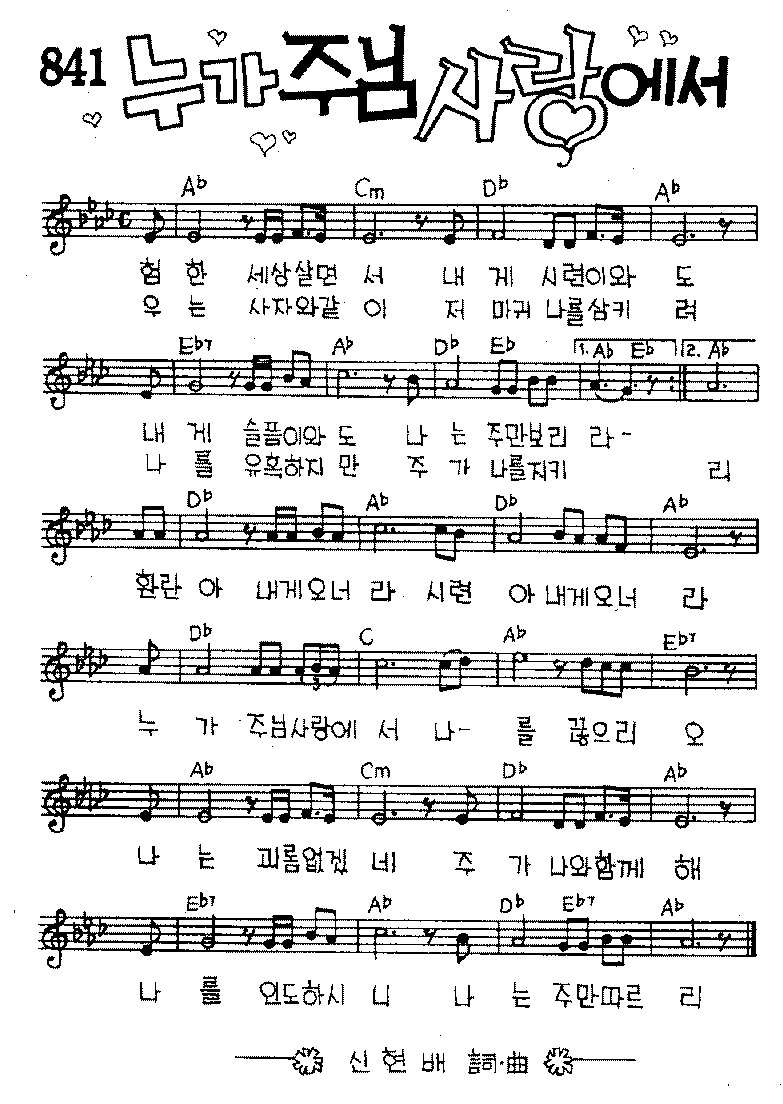 841 누가 주님 사랑에서
A♭ Cm D♭ A♭
험 한 세상살면 서 내 게 시련이와 도
우 는 사자와같 이 저 마귀 나를삼키 려
E♭7 A♭ D♭ E♭ 1. A♭ E♭ 2. A♭
내 게 슬픔이와 도 나 는 주만보리 라-
나 를 유혹하지 만 주 가 나를지키 리
D♭ A♭ D♭ A♭
환란 아 내게오너 라 시련 아 내게오너 라
D♭ C A♭ E♭7
3
누 가 주님사랑에 서 나- 를 끊으리 오
A♭ Cm D♭ A♭
나 는 괴롬없겠 네 주 가 나와함께 해
E♭7 A♭ D♭ E♭7 A♭
나 를 인도하시 니 나 는 주만따르 리
신 현 배 詞·曲